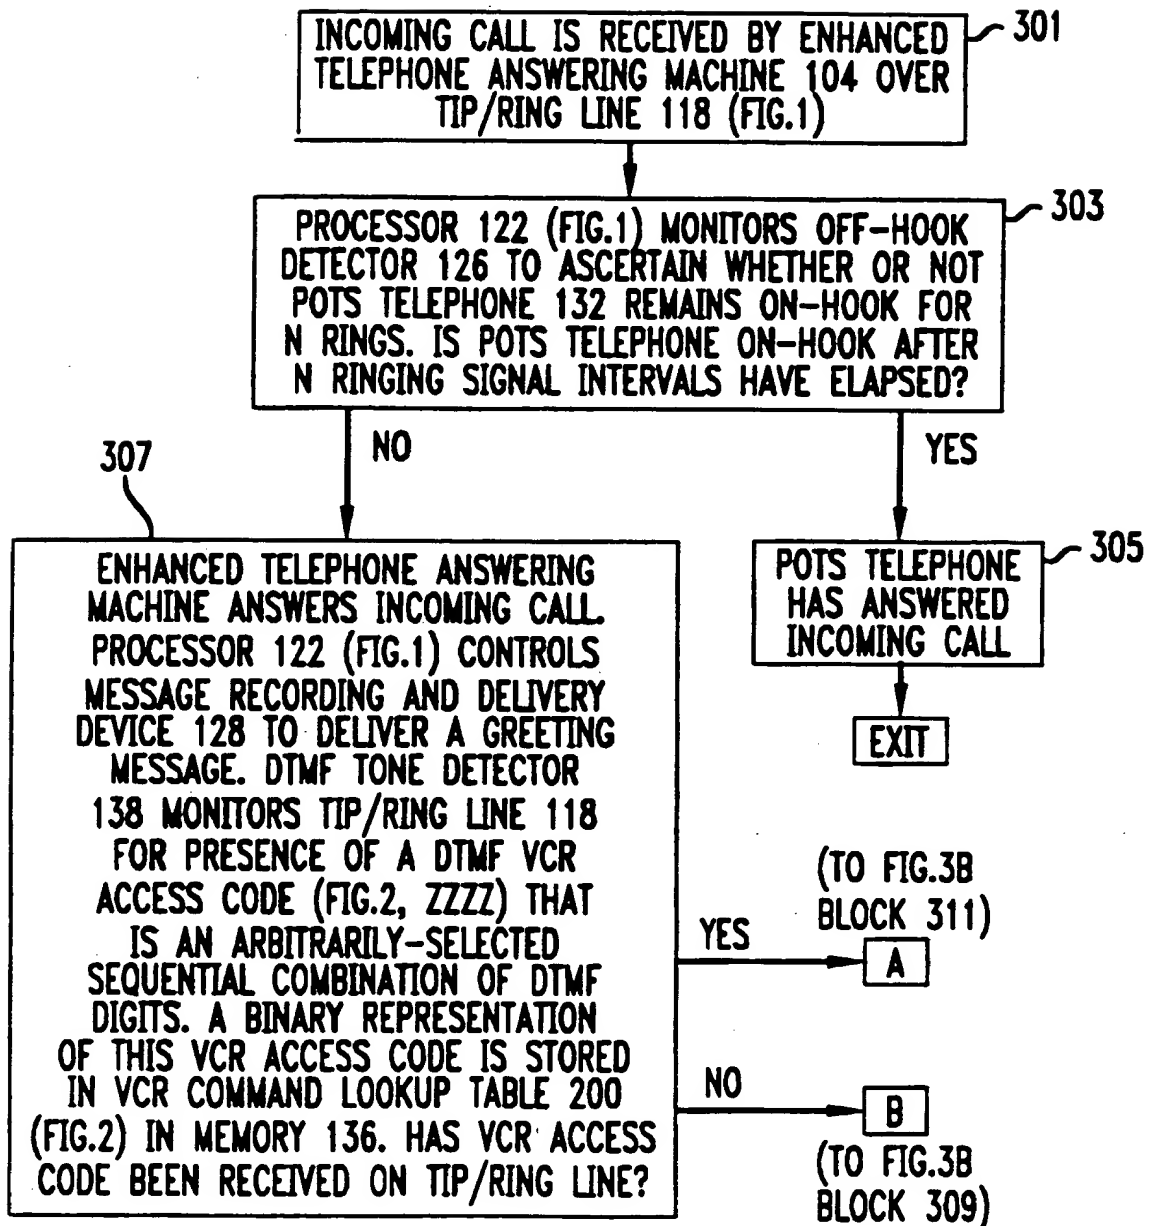 INCOMING CALL IS RECEIVED BY ENHANCED
TELEPHONE ANSWERING MACHINE 104 OVER
TIP/RING LINE 118 (FIG.1)
301
PROCESSOR 122 (FIG.1) MONITORS OFF-HOOK
DETECTOR 126 TO ASCERTAIN WHETHER OR NOT
POTS TELEPHONE 132 REMAINS ON-HOOK FOR
N RINGS. IS POTS TELEPHONE ON-HOOK AFTER
N RINGING SIGNAL INTERVALS HAVE ELAPSED?
303
NO
YES
307
ENHANCED TELEPHONE ANSWERING
MACHINE ANSWERS INCOMING CALL.
PROCESSOR 122 (FIG.1) CONTROLS
MESSAGE RECORDING AND DELIVERY
DEVICE 128 TO DELIVER A GREETING
MESSAGE. DTMF TONE DETECTOR
138 MONITORS TIP/RING LINE 118
FOR PRESENCE OF A DTMF VCR
ACCESS CODE (FIG.2, ZZZZ) THAT
IS AN ARBITRARILY-SELECTED
SEQUENTIAL COMBINATION OF DTMF
DIGITS. A BINARY REPRESENTATION
OF THIS VCR ACCESS CODE IS STORED
IN VCR COMMAND LOOKUP TABLE 200
(FIG.2) IN MEMORY 136. HAS VCR ACCESS
CODE BEEN RECEIVED ON TIP/RING LINE?
POTS TELEPHONE
HAS ANSWERED
INCOMING CALL
305
EXIT
YES
(TO FIG.3B
BLOCK 311)
A
NO
B
(TO FIG.3B
BLOCK 309)